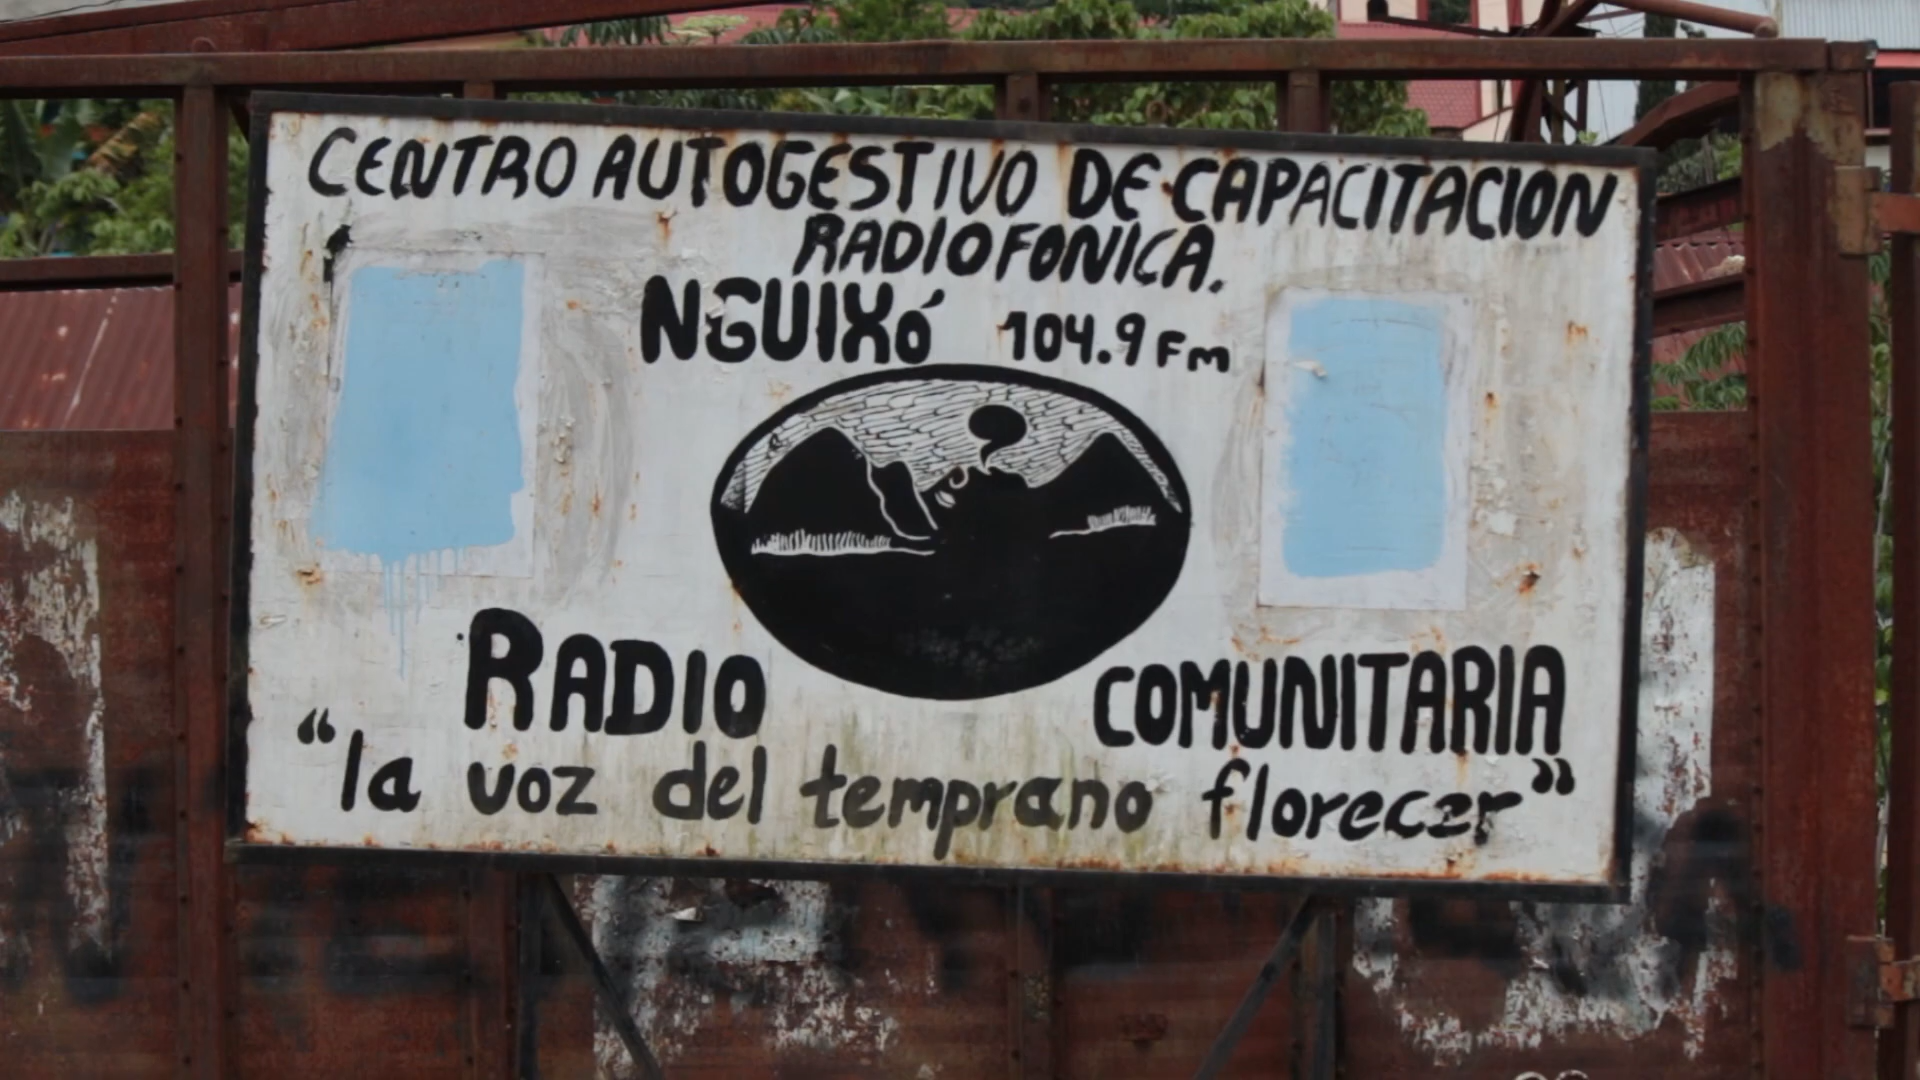 CENTRO AUTOGESTIVO DE CAPACITACION
RADIOFONICA.
NGUIXó 104.9 Fm
RADIO COMUNITARIA
“la voz del temprano florecer”